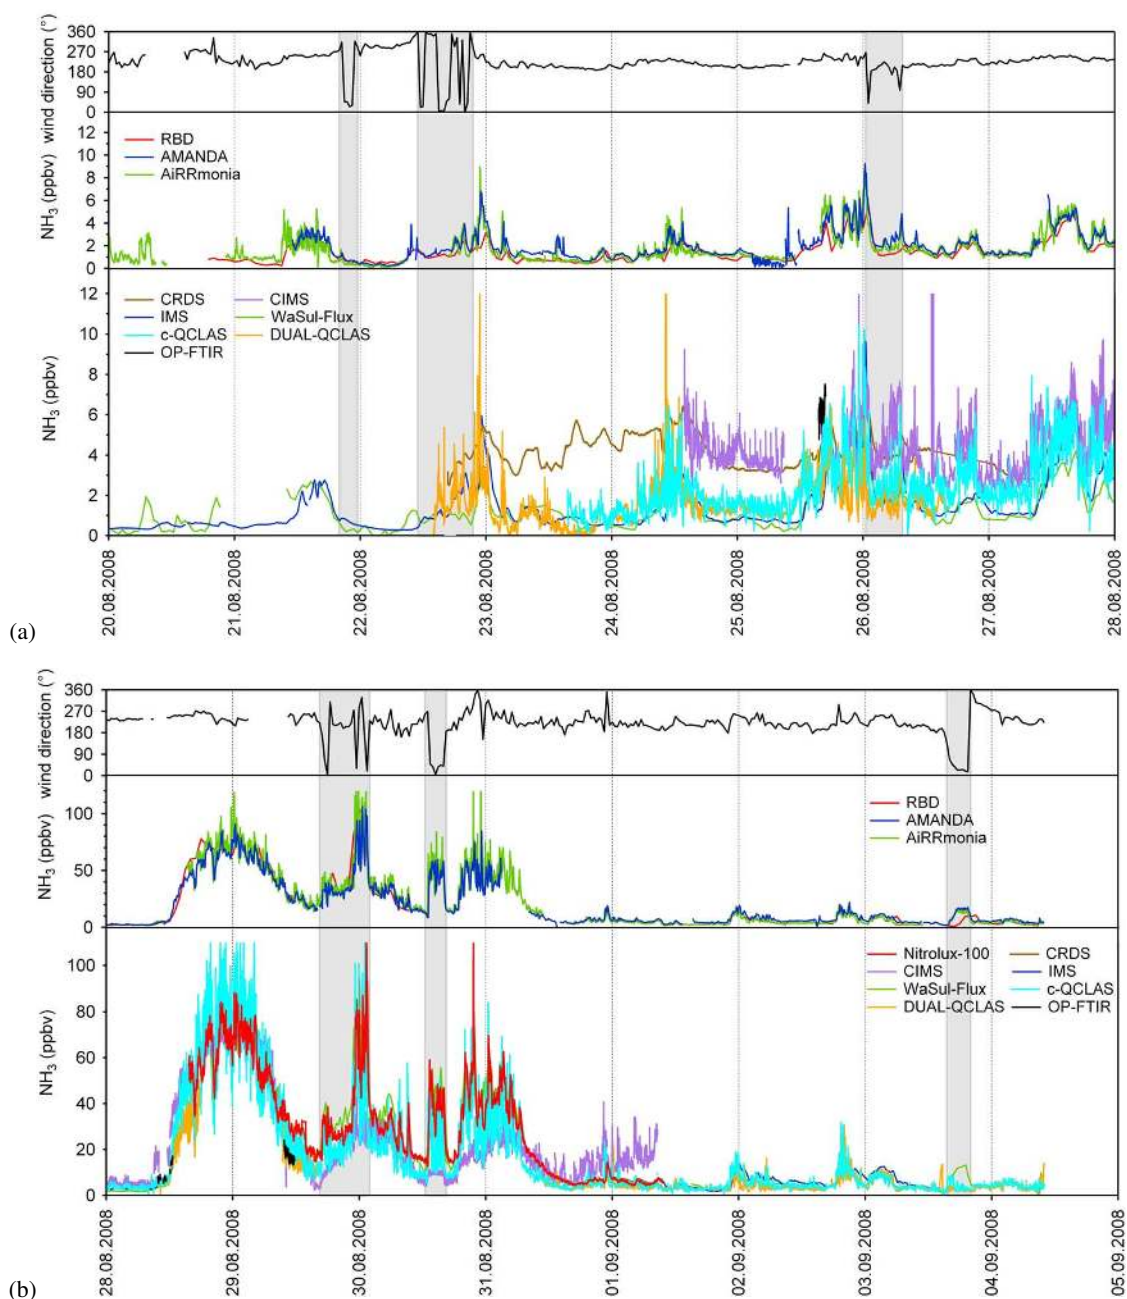 wind direction (°)
360
270
180
90
0
NH3 (ppbv)
12
10
8
6
4
2
0
RBD
AMANDA
AiRRmonia
NH3 (ppbv)
12
10
8
6
4
2
0
CRDS CIMS
IMS WaSul-Flux
c-QCLAS DUAL-QCLAS
OP-FTIR
20.08.2008 21.08.2008 22.08.2008 23.08.2008 24.08.2008 25.08.2008 26.08.2008 27.08.2008 28.08.2008
(a)
wind direction (°)
360
270
180
90
0
NH3 (ppbv)
100
50
0
RBD
AMANDA
AiRRmonia
NH3 (ppbv)
100
80
60
40
20
0
Nitrolux-100 CRDS
CIMS IMS
WaSul-Flux c-QCLAS
DUAL-QCLAS OP-FTIR
28.08.2008 29.08.2008 30.08.2008 31.08.2008 01.09.2008 02.09.2008 03.09.2008 04.09.2008 05.09.2008
(b)